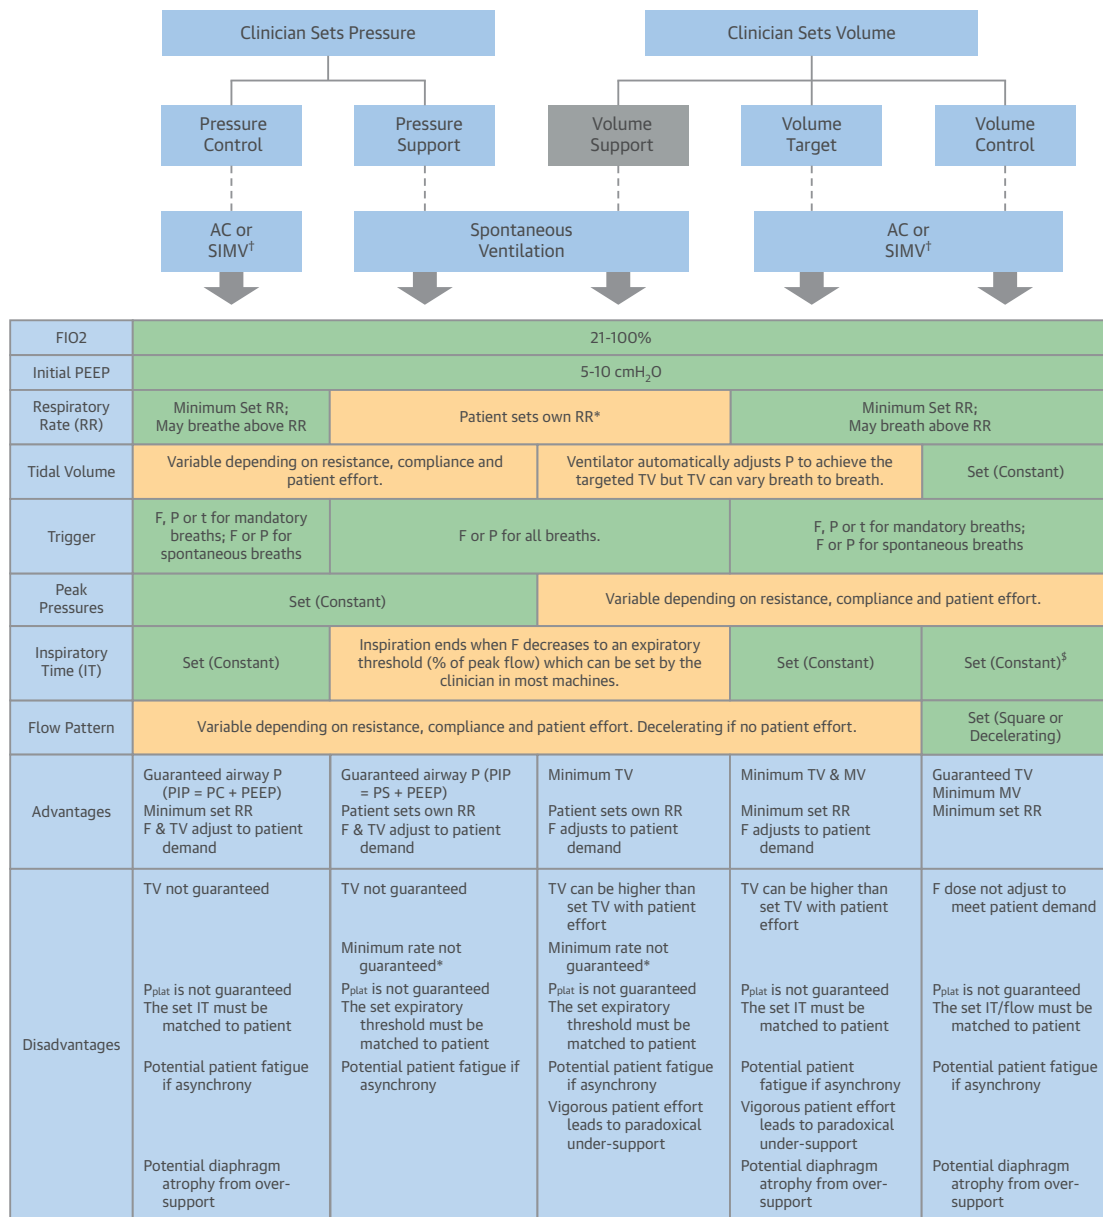 Clinician Sets Pressure
Clinician Sets Volume
Pressure
Control
Pressure
Support
Volume
Support
Volume
Target
Volume
Control
AC or
SIMV†
Spontaneous
Ventilation
AC or
SIMV†
FIO2
21-100%
Initial PEEP
5-10 cmH₂O
Respiratory
Rate (RR)
Minimum Set RR;
May breathe above RR
Patient sets own RR*
Minimum Set RR;
May breath above RR
Tidal Volume
Variable depending on resistance, compliance and
patient effort.
Ventilator automatically adjusts P to achieve the
targeted TV but TV can vary breath to breath.
Set (Constant)
Trigger
F, P or t for mandatory
breaths; F or P for
spontaneous breaths
F or P for all breaths.
F, P or t for mandatory breaths;
F or P for spontaneous breaths
Peak
Pressures
Set (Constant)
Variable depending on resistance, compliance and patient effort.
Inspiratory
Time (IT)
Set (Constant)
Inspiration ends when F decreases to an expiratory
threshold (% of peak flow) which can be set by the
clinician in most machines.
Set (Constant)
Set (Constant)$
Flow Pattern
Variable depending on resistance, compliance and patient effort. Decelerating if no patient effort.
Set (Square or
Decelerating)
Advantages
Guaranteed airway P
(PIP = PC + PEEP)
Minimum set RR
F & TV adjust to patient
demand
Guaranteed airway P (PIP
= PS + PEEP)
Patient sets own RR
F & TV adjust to patient
demand
Minimum TV
Patient sets own RR
F adjusts to patient
demand
Minimum TV & MV
Minimum set RR
F adjusts to patient
demand
Guaranteed TV
Minimum MV
Minimum set RR
Disadvantages
TV not guaranteed
Pplat is not guaranteed
The set IT must be
matched to patient
Potential patient fatigue
if asynchrony
Potential diaphragm
atrophy from over-
support
TV not guaranteed
Minimum rate not
guaranteed*
Pplat is not guaranteed
The set expiratory
threshold must be
matched to patient
Potential patient fatigue if
asynchrony
TV can be higher than
set TV with patient
effort
Minimum rate not
guaranteed*
Pplat is not guaranteed
The set expiratory
threshold must be
matched to patient
Potential patient fatigue
if asynchrony
Vigorous patient effort
leads to paradoxical
under-support
TV can be higher than
set TV with patient
effort
Pplat is not guaranteed
The set IT must be
matched to patient
Potential patient
fatigue if asynchrony
Vigorous patient effort
leads to paradoxical
under-support
Potential diaphragm
atrophy from over-
support
F dose not adjust to
meet patient demand
Pplat is not guaranteed
The set IT/flow must be
matched to patient
Potential patient fatigue
if asynchrony
Potential diaphragm
atrophy from over-
support